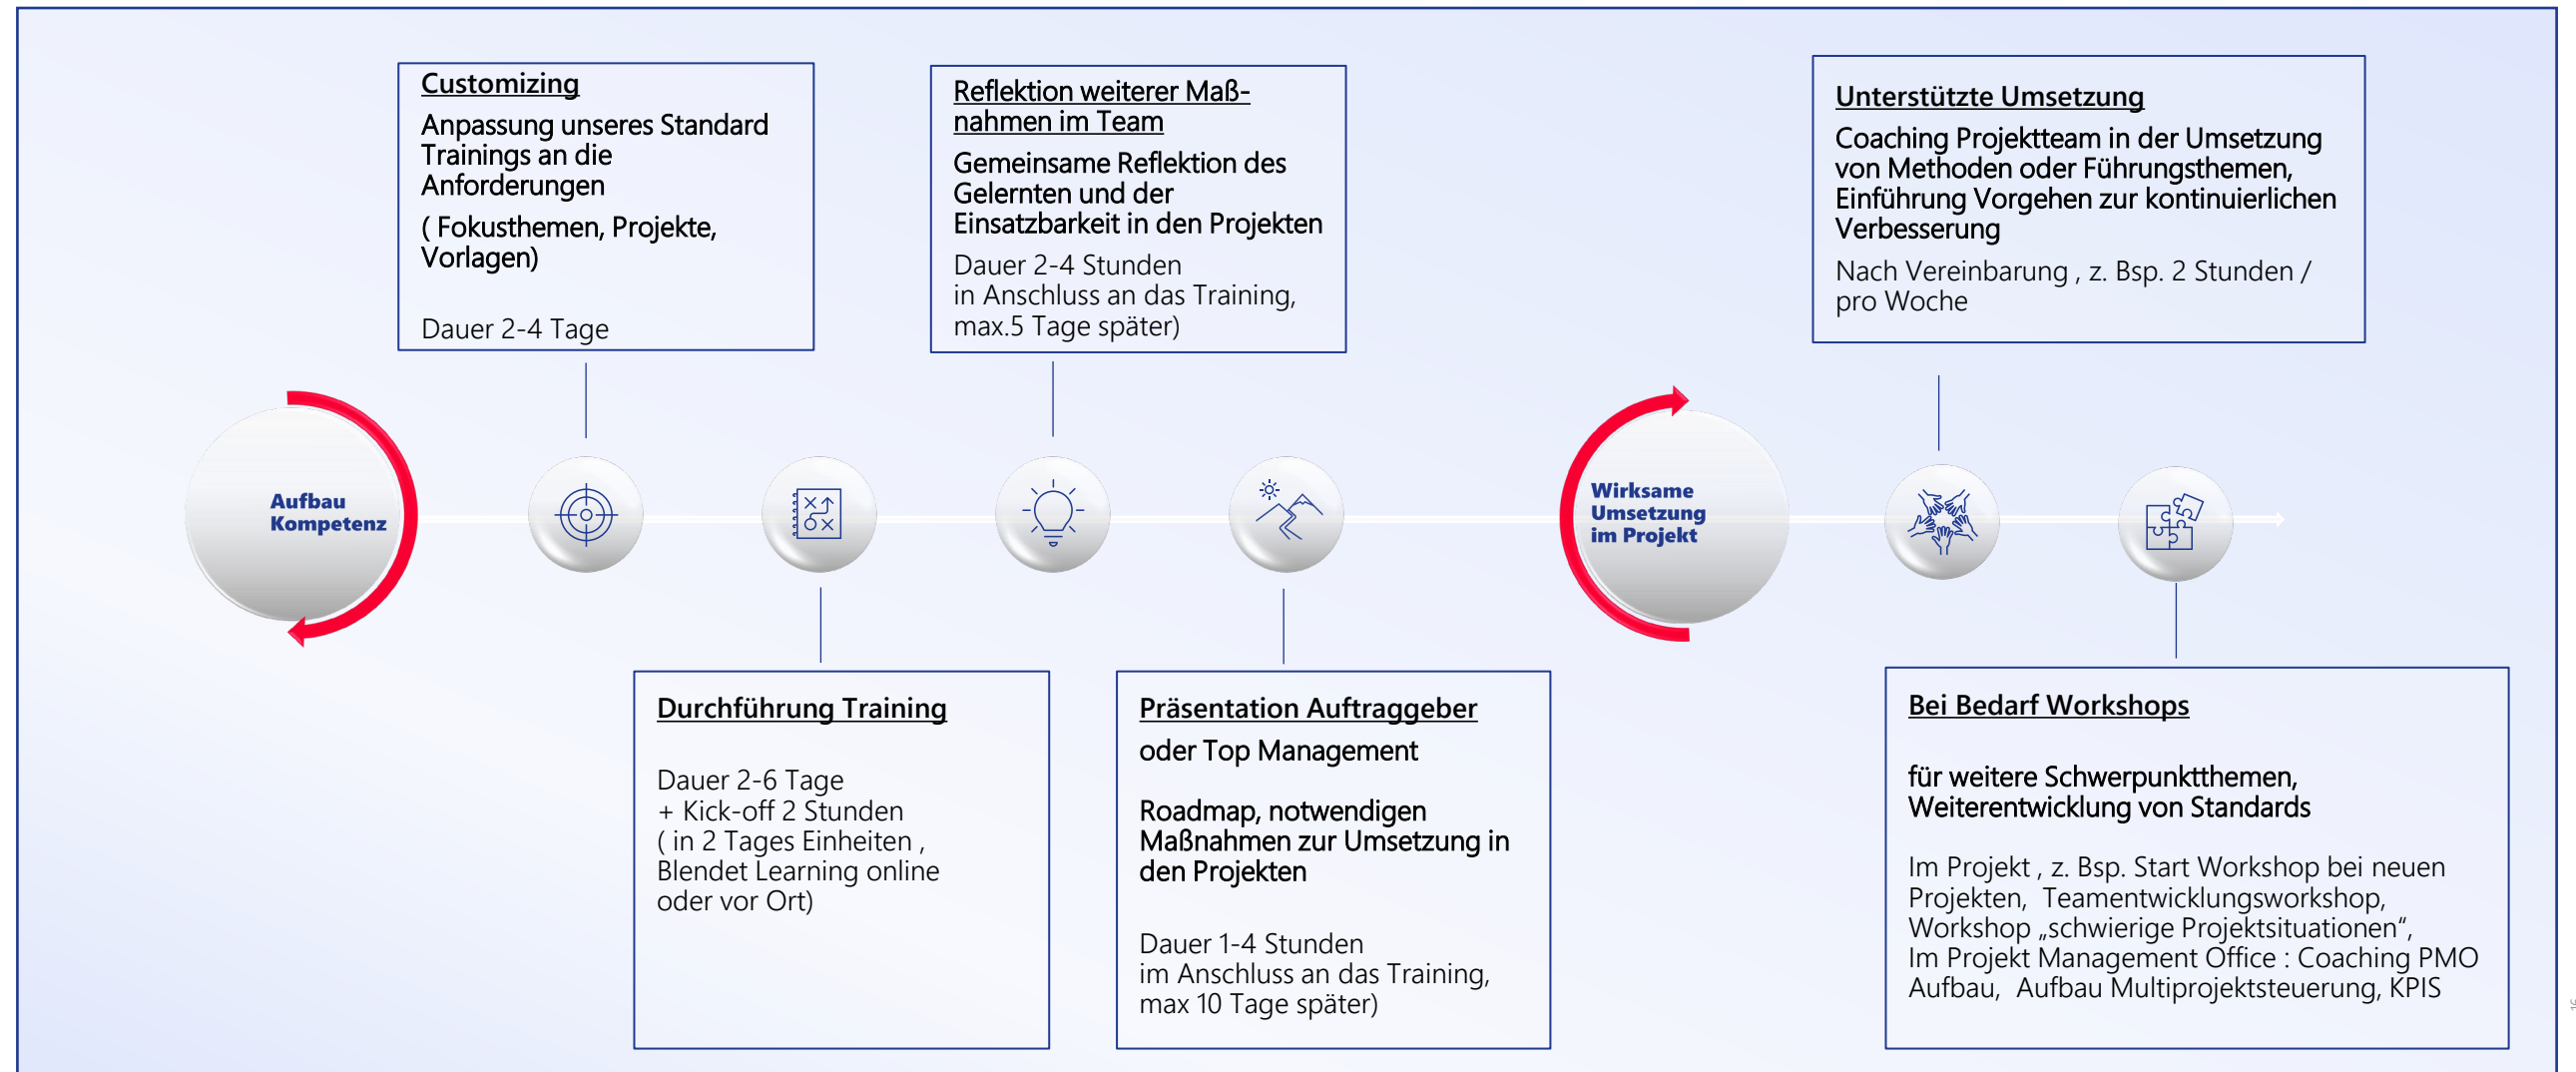 Customizing
Anpassung unseres Standard
Trainings an die
Anforderungen
( Fokusthemen, Projekte,
Vorlagen)
Dauer 2-4 Tage
Reflektion weiterer Maß-
nahmen im Team
Gemeinsame Reflektion des
Gelernten und der
Einsatzbarkeit in den Projekten
Dauer 2-4 Stunden
in Anschluss an das Training,
max.5 Tage später)
Unterstützte Umsetzung
Coaching Projektteam in der Umsetzung
von Methoden oder Führungsthemen,
Einführung Vorgehen zur kontinuierlichen
Verbesserung
Nach Vereinbarung , z. Bsp. 2 Stunden /
pro Woche
Aufbau
Kompetenz
Wirksame
Umsetzung
im Projekt
Durchführung Training
Dauer 2-6 Tage
+ Kick-off 2 Stunden
( in 2 Tages Einheiten ,
Blendet Learning online
oder vor Ort)
Präsentation Auftraggeber
oder Top Management
Roadmap, notwendigen
Maßnahmen zur Umsetzung in
den Projekten
Dauer 1-4 Stunden
im Anschluss an das Training,
max 10 Tage später)
Bei Bedarf Workshops
für weitere Schwerpunktthemen,
Weiterentwicklung von Standards
Im Projekt , z. Bsp. Start Workshop bei neuen
Projekten, Teamentwicklungsworkshop,
Workshop „schwierige Projektsituationen“,
Im Projekt Management Office : Coaching PMO
Aufbau, Aufbau Multiprojektsteuerung, KPIS
16